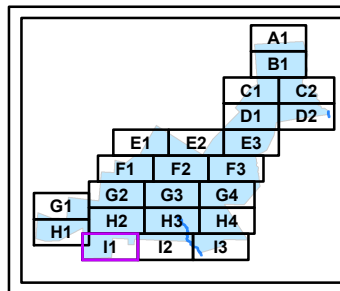 A1
B1
C1 C2
D1 D2
E1 E2 E3
F1 F2 F3
G1 G2 G3 G4
H1 H2 H3 H4
I1 I2 I3